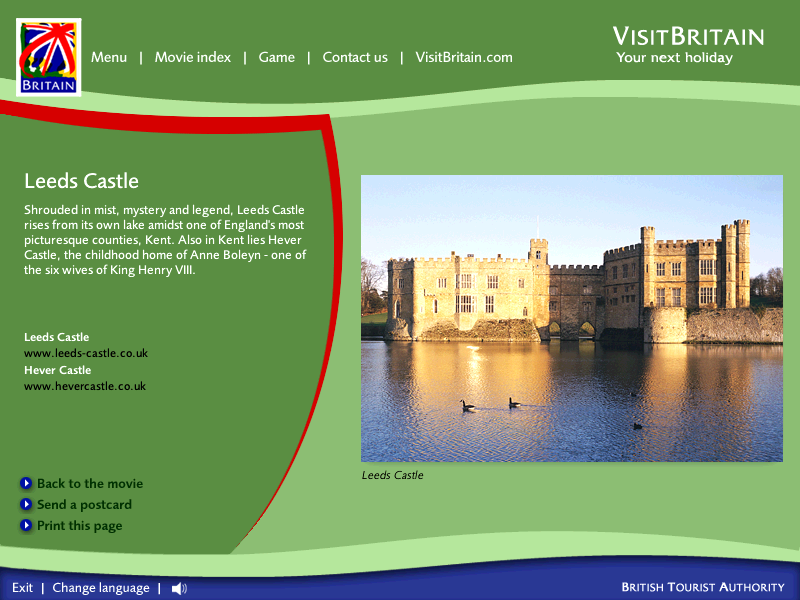 BRITAIN
Menu | Movie index | Game | Contact us | VisitBritain.com
VISITBRITAIN
Your next holiday
Leeds Castle
Shrouded in mist, mystery and legend, Leeds Castle
rises from its own lake amidst one of England's most
picturesque counties, Kent. Also in Kent lies Hever
Castle, the childhood home of Anne Boleyn - one of
the six wives of King Henry VIII.
Leeds Castle
www.leeds-castle.co.uk
Hever Castle
www.hevercastle.co.uk
Leeds Castle
Back to the movie
Send a postcard
Print this page
Exit | Change language |
BRITISH TOURIST AUTHORITY